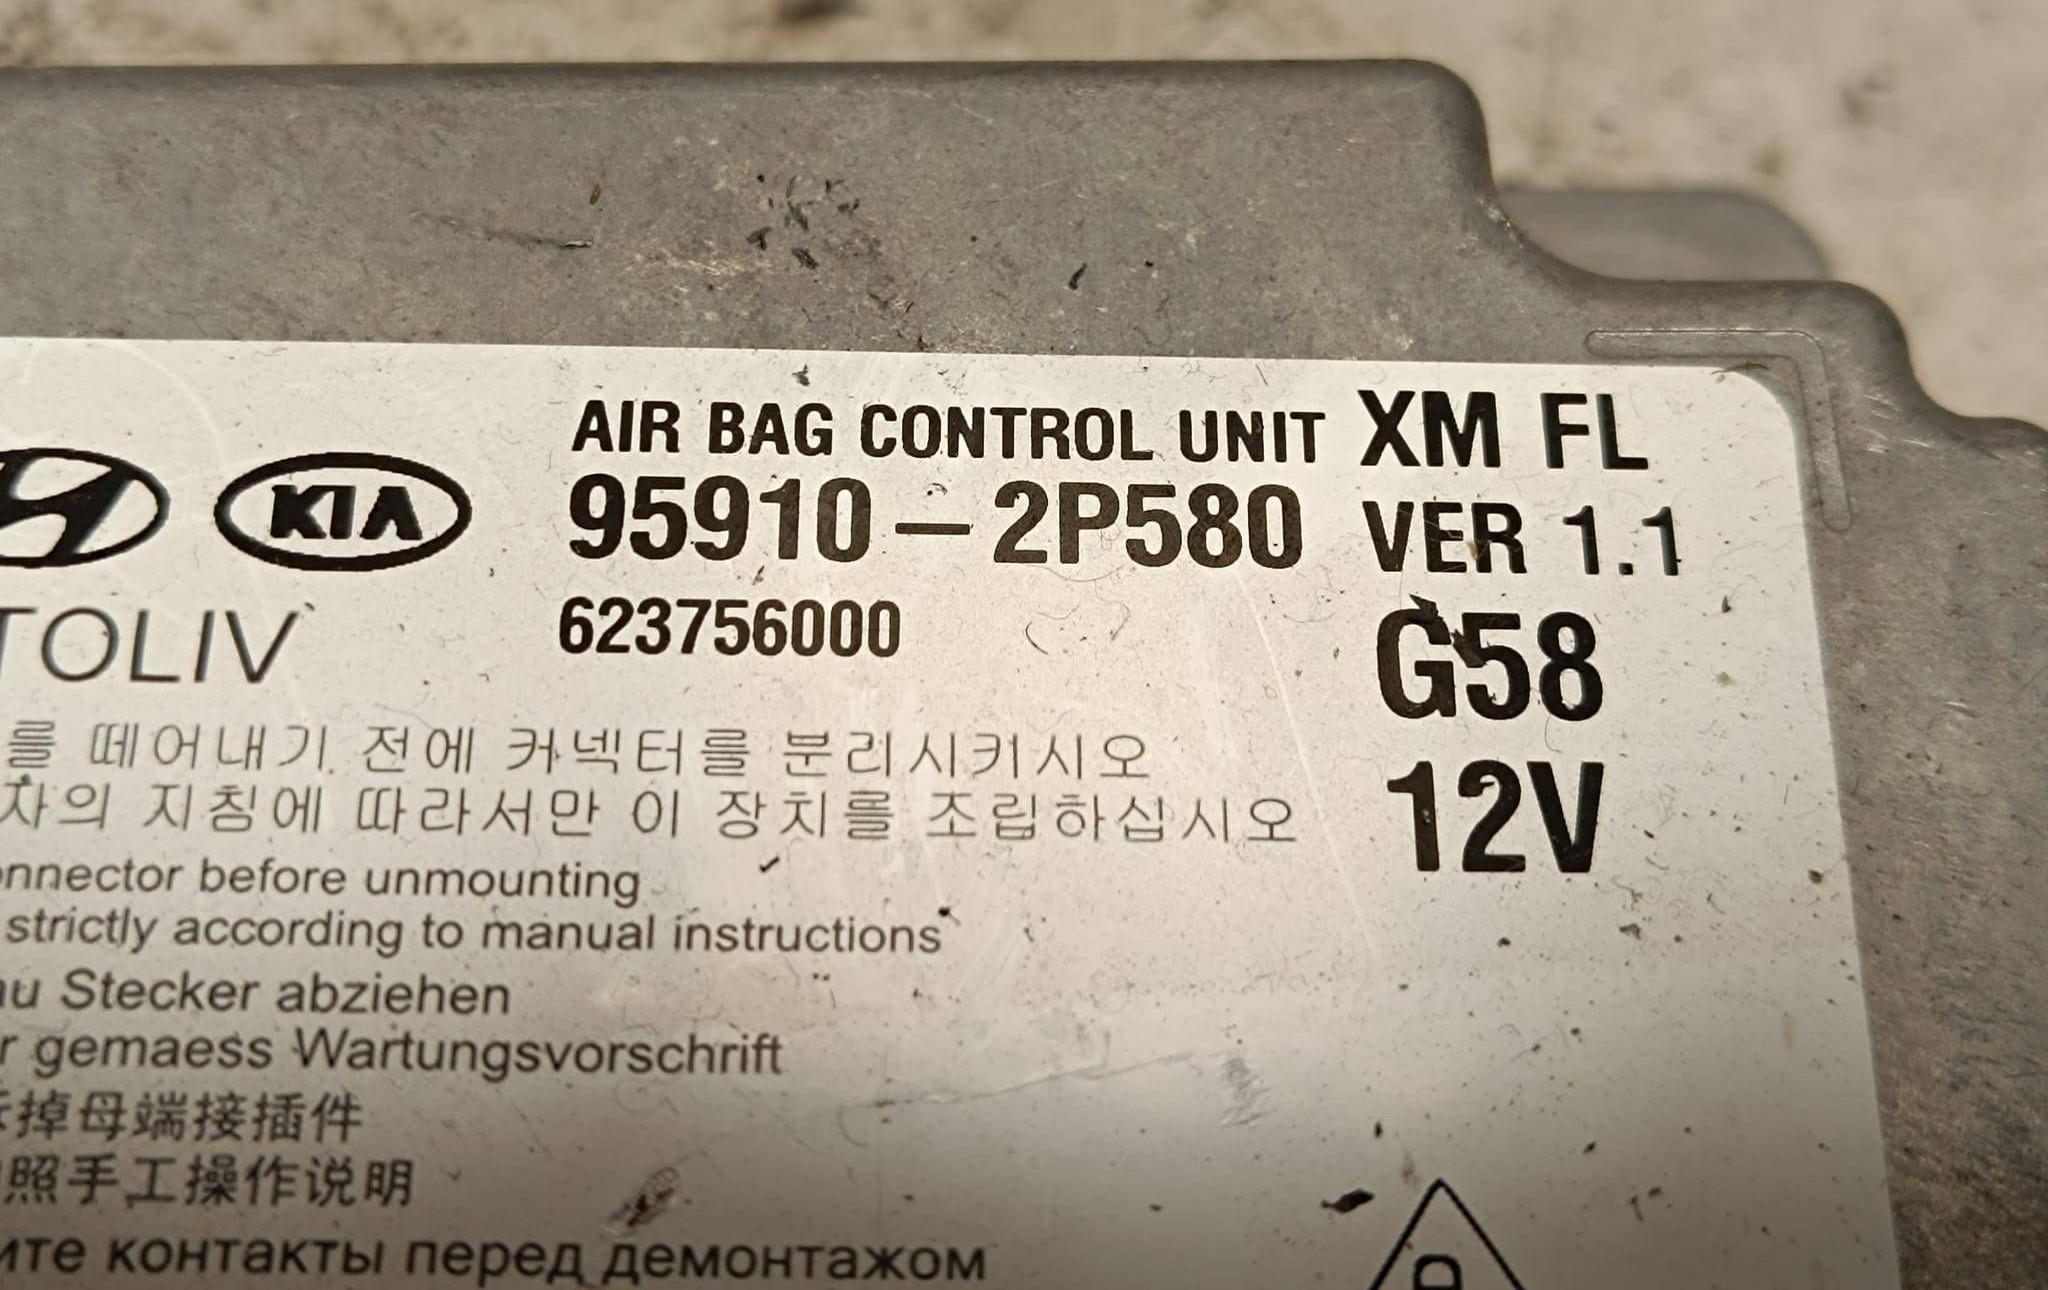 AIR BAG CONTROL UNIT XM FL
KIA 95910-2P580 VER 1.1
TOLIV 623756000 G58
를 떼어내기 전에 커넥터를 분리시키시오
12V
자의 지침에 따라서만 이 장치를 조립하십시오
onnector before unmounting
strictly according to manual instructions
au Stecker abziehen
r gemaess Wartungsvorschrift
掉母端接插件
照手工操作说明
ите контакты перед демонтажом